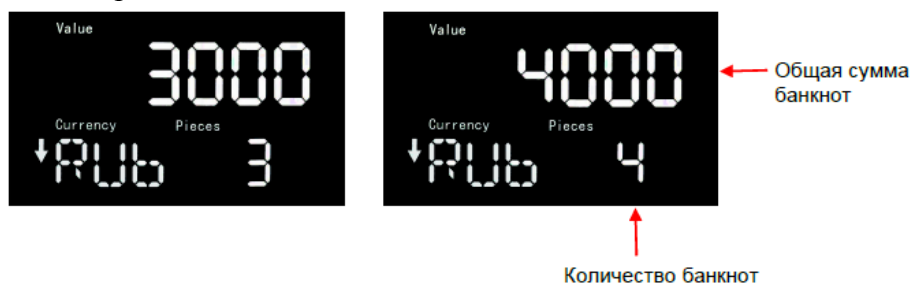 Value
3000
Currency Pieces
RUb 3
Value
4000
Currency Pieces
RUb 4
Общая сумма
банкнот
Количество банкнот